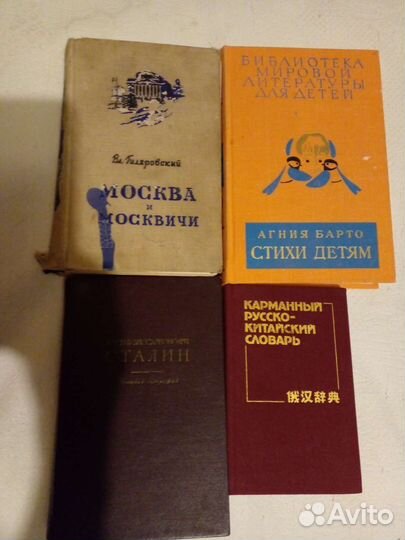 Вл. Гиляровский
МОСКВА
и
МОСКВИЧИ
БИБЛИОТЕКА
МИРОВОЙ
ЛИТЕРАТУРЫ
ДЛЯ ДЕТЕЙ
АГНИЯ БАРТО
СТИХИ ДЕТЯМ
СТАЛИН
КАРМАННЫЙ
РУССКО-
КИТАЙСКИЙ
СЛОВАРЬ
俄汉辞典
Avito